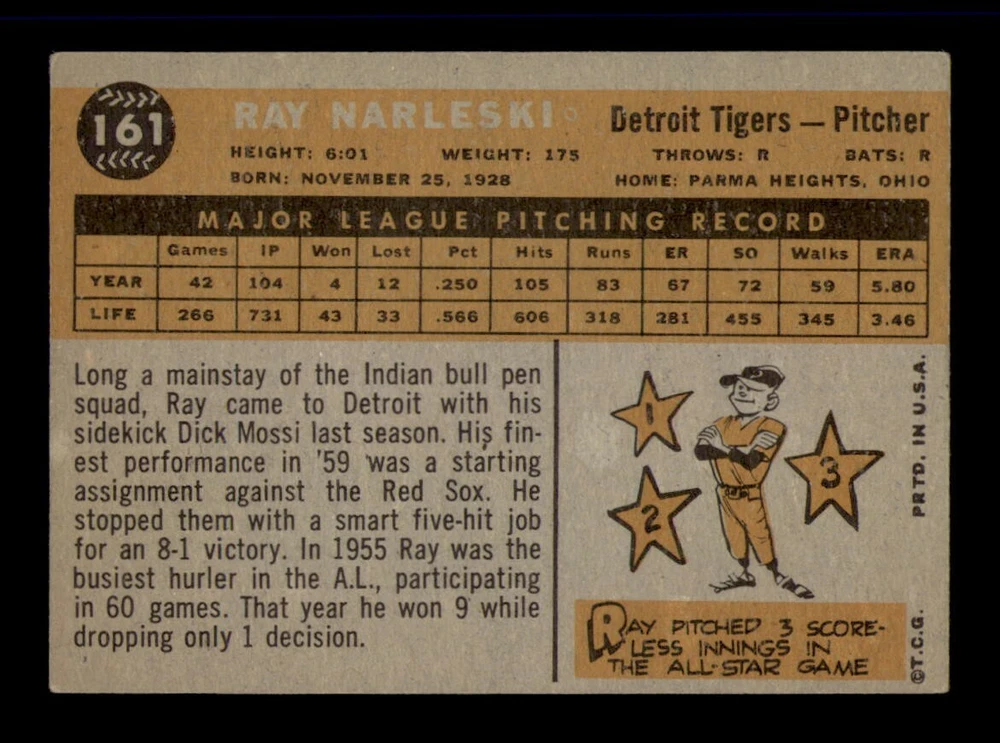 161
RAY NARLESKI
Detroit Tigers — Pitcher
HEIGHT: 6:01 WEIGHT: 175 THROWS: R BATS: R
BORN: NOVEMBER 25, 1928 HOME: PARMA HEIGHTS, OHIO
MAJOR LEAGUE PITCHING RECORD
Games IP Won Lost Pct Hits Runs ER SO Walks ERA
YEAR 42 104 4 12 .250 105 83 67 72 59 5.80
LIFE 266 731 43 33 .566 606 318 281 455 345 3.46
Long a mainstay of the Indian bull pen
squad, Ray came to Detroit with his
sidekick Dick Mossi last season. His fin-
est performance in '59 was a starting
assignment against the Red Sox. He
stopped them with a smart five-hit job
for an 8-1 victory. In 1955 Ray was the
busiest hurler in the A.L., participating
in 60 games. That year he won 9 while
dropping only 1 decision.
1
2
3
RAY PITCHED 3 SCORE-
LESS INNINGS IN
THE ALL-STAR GAME
©T.C.G. PRTD. IN U.S.A.